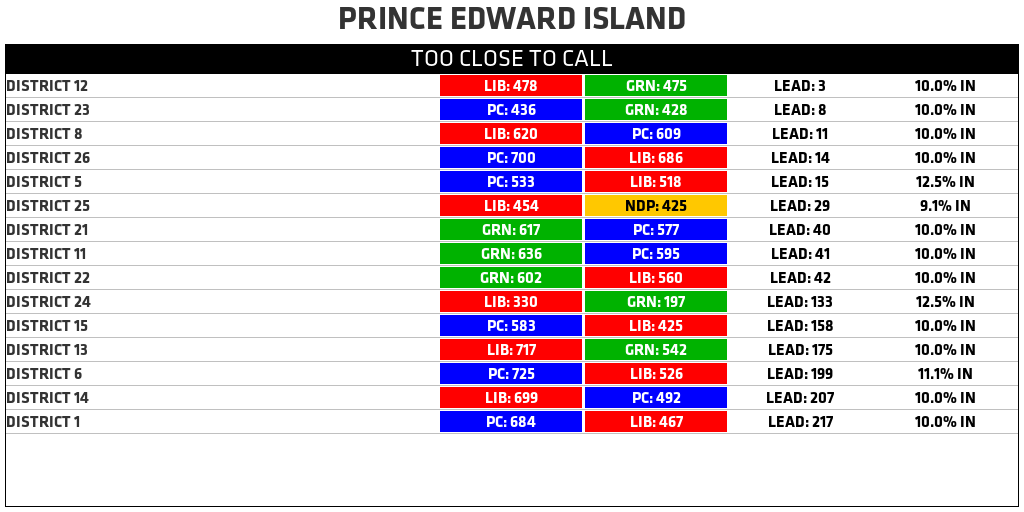 PRINCE EDWARD ISLAND
TOO CLOSE TO CALL
DISTRICT 12 LIB: 478 GRN: 475 LEAD: 3 10.0% IN
DISTRICT 23 PC: 436 GRN: 428 LEAD: 8 10.0% IN
DISTRICT 8 LIB: 620 PC: 609 LEAD: 11 10.0% IN
DISTRICT 26 PC: 700 LIB: 686 LEAD: 14 10.0% IN
DISTRICT 5 PC: 533 LIB: 518 LEAD: 15 12.5% IN
DISTRICT 25 LIB: 454 NDP: 425 LEAD: 29 9.1% IN
DISTRICT 21 GRN: 617 PC: 577 LEAD: 40 10.0% IN
DISTRICT 11 GRN: 636 PC: 595 LEAD: 41 10.0% IN
DISTRICT 22 GRN: 602 LIB: 560 LEAD: 42 10.0% IN
DISTRICT 24 LIB: 330 GRN: 197 LEAD: 133 12.5% IN
DISTRICT 15 PC: 583 LIB: 425 LEAD: 158 10.0% IN
DISTRICT 13 LIB: 717 GRN: 542 LEAD: 175 10.0% IN
DISTRICT 6 PC: 725 LIB: 526 LEAD: 199 11.1% IN
DISTRICT 14 LIB: 699 PC: 492 LEAD: 207 10.0% IN
DISTRICT 1 PC: 684 LIB: 467 LEAD: 217 10.0% IN